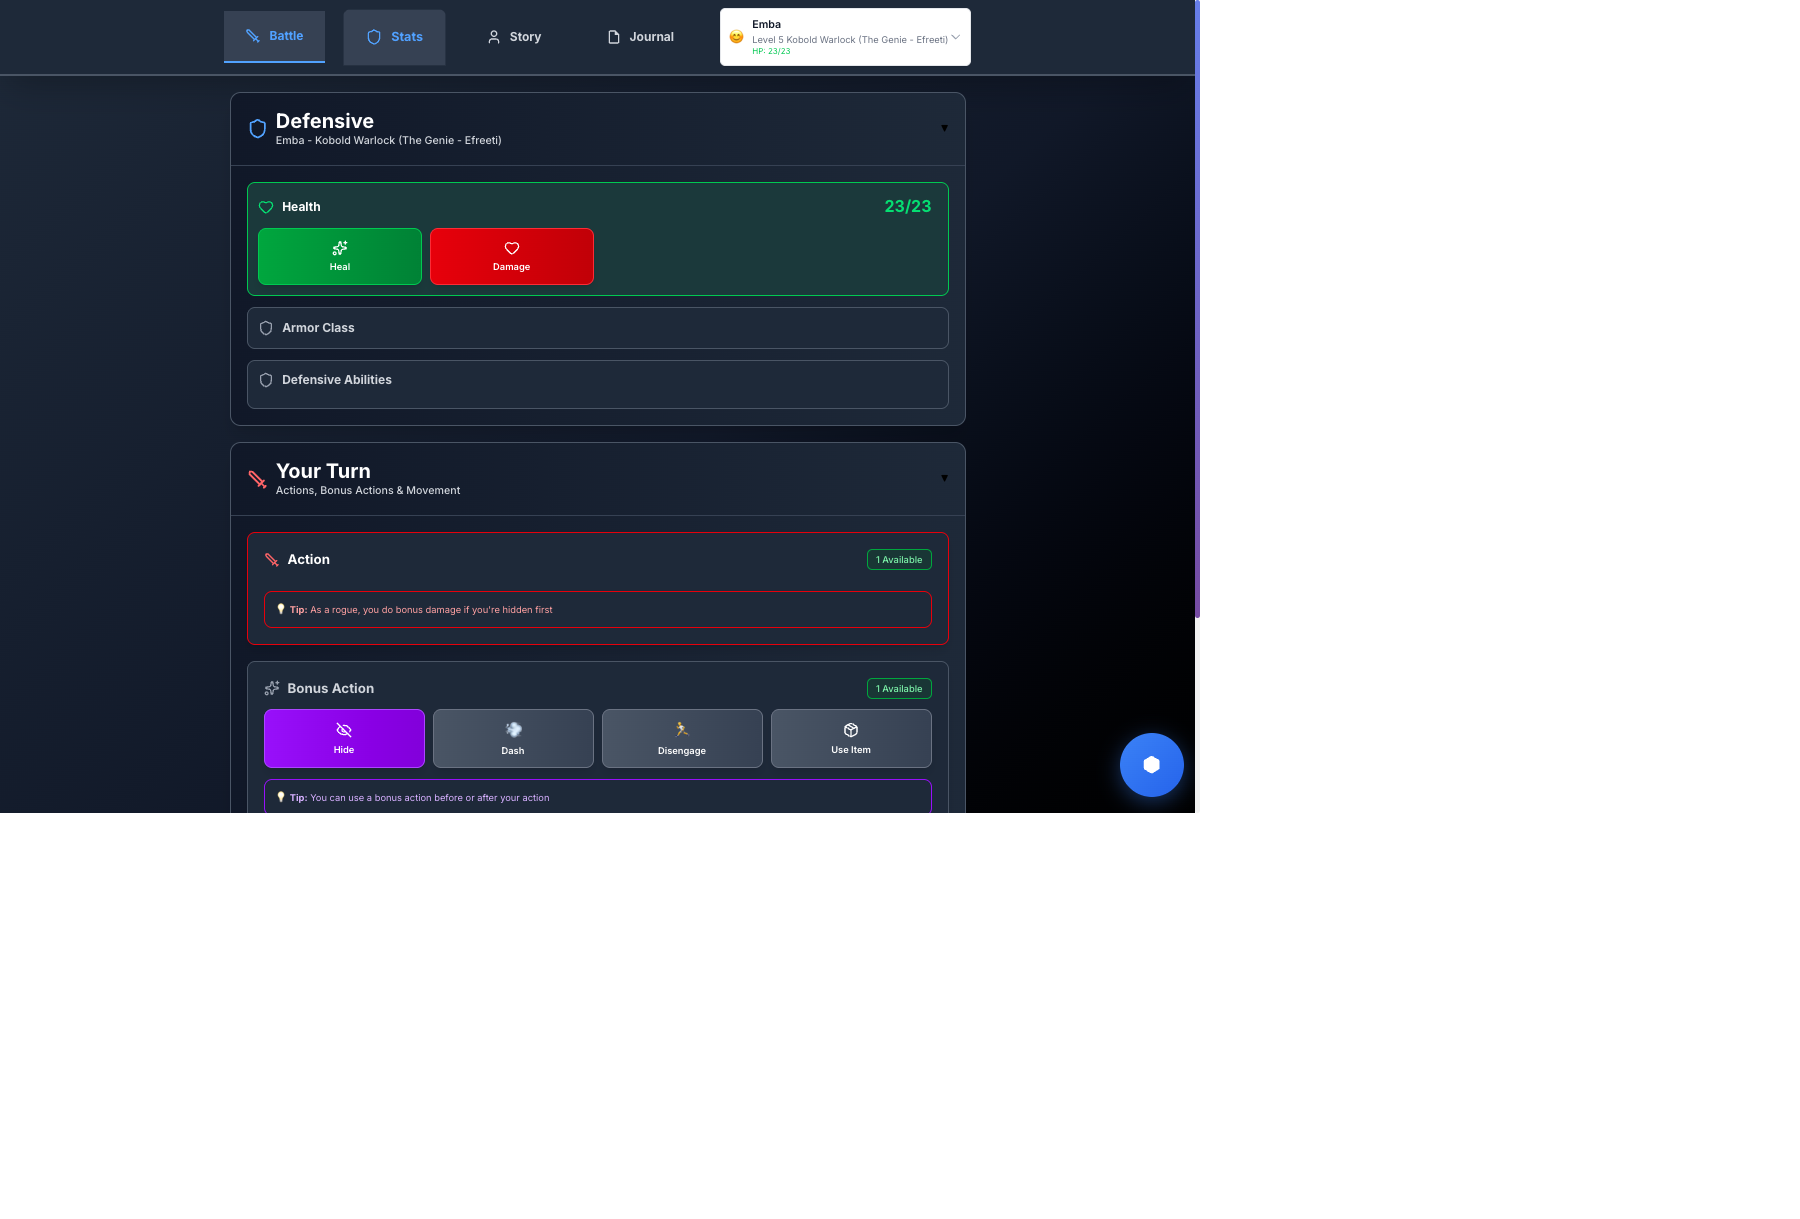 Battle
Stats
Story
Journal
Emba
Level 5 Kobold Warlock (The Genie - Efreeti)
HP: 23/23
Defensive
Emba - Kobold Warlock (The Genie - Efreeti)
Health
23/23
Heal
Damage
Armor Class
Defensive Abilities
Your Turn
Actions, Bonus Actions & Movement
Action
1 Available
Tip: As a rogue, you do bonus damage if you're hidden first
Bonus Action
1 Available
Hide
Dash
Disengage
Use Item
Tip: You can use a bonus action before or after your action